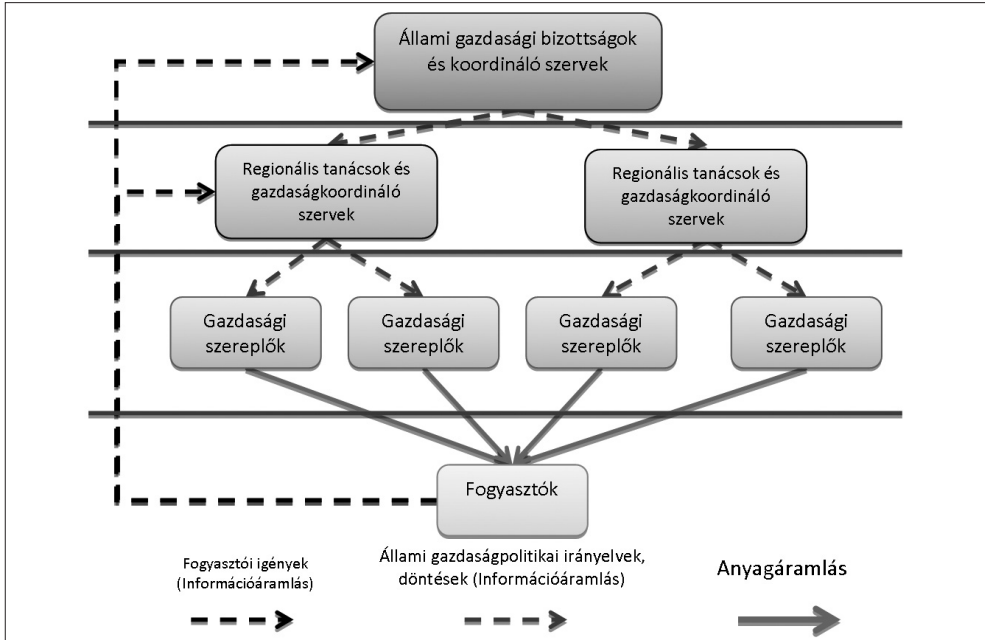 Állami gazdasági bizottságok
és koordináló szervek
Regionális tanácsok és
gazdaságkoordináló
szervek
Regionális tanácsok és
gazdaságkoordináló
szervek
Gazdasági
szereplők
Gazdasági
szereplők
Gazdasági
szereplők
Gazdasági
szereplők
Fogyasztók
Fogyasztói igények
(Információáramlás)
Állami gazdaságpolitikai irányelvek,
döntések (Információáramlás)
Anyagáramlás